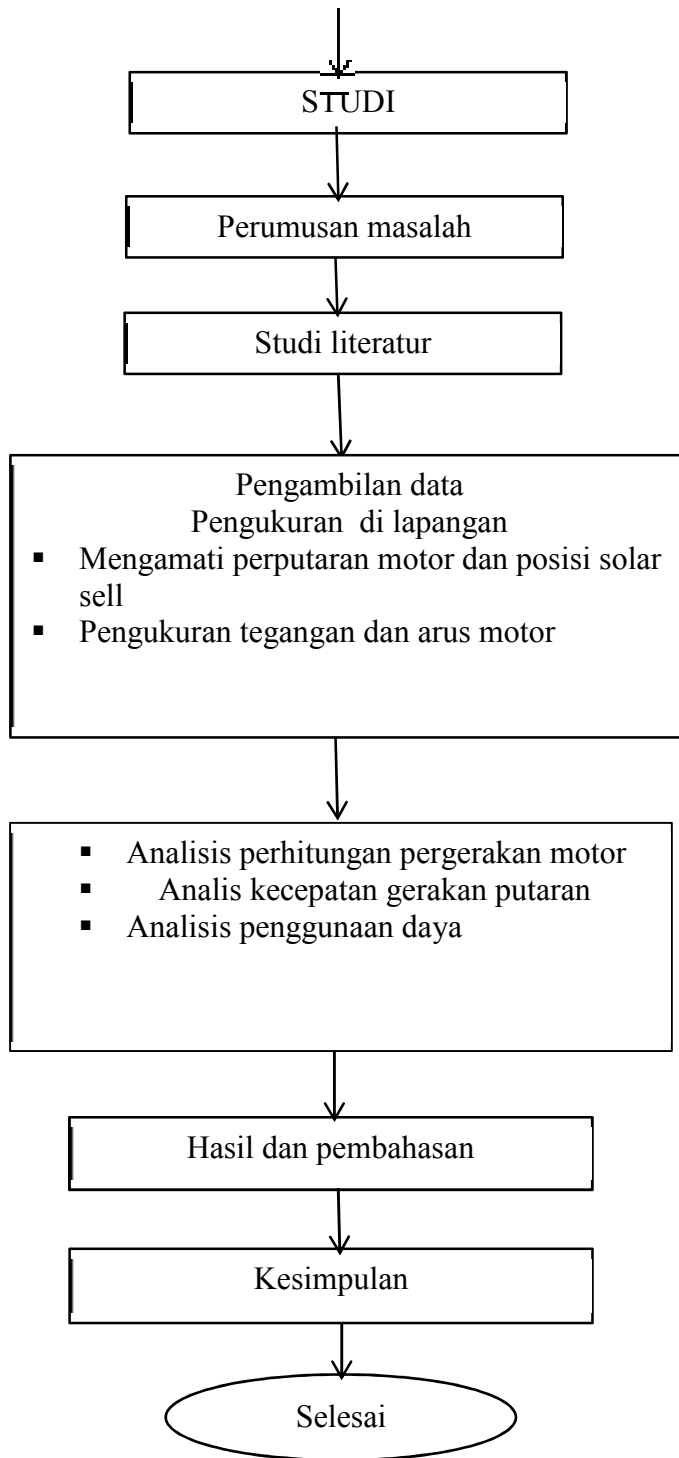 STUDI
Perumusan masalah
Studi literatur
Pengambilan data
Pengukuran di lapangan
▪ Mengamati perputaran motor dan posisi solar
sell
▪ Pengukuran tegangan dan arus motor
▪ Analisis perhitungan pergerakan motor
▪ Analis kecepatan gerakan putaran
▪ Analisis penggunaan daya
Hasil dan pembahasan
Kesimpulan
Selesai